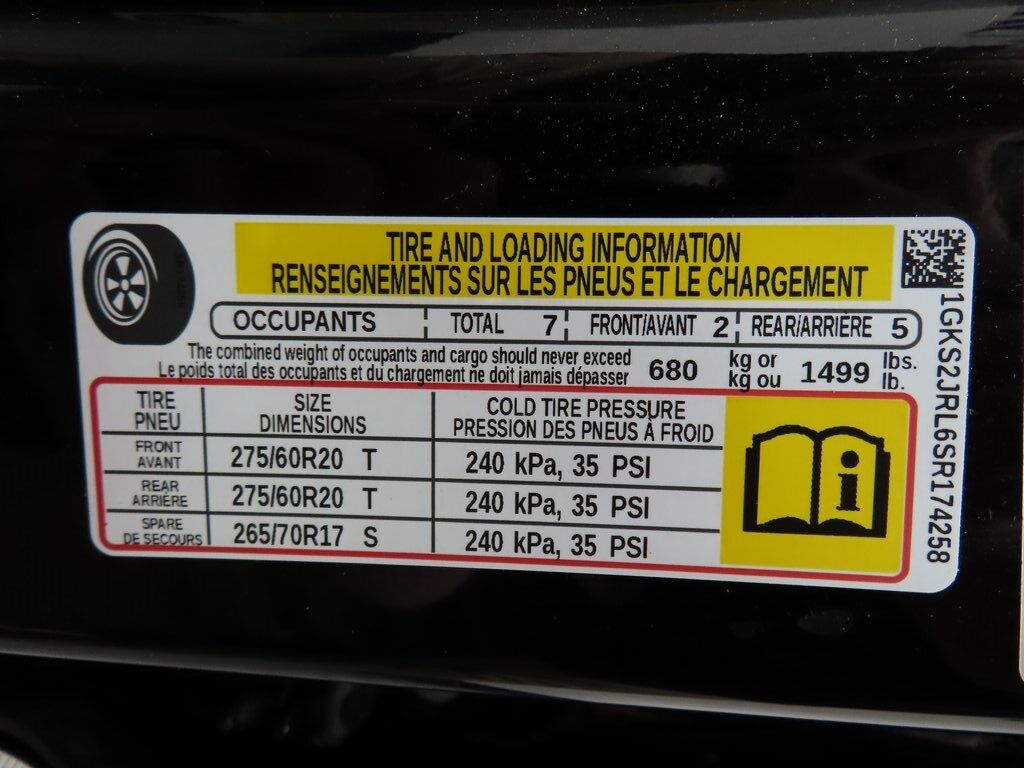 TIRE AND LOADING INFORMATION
RENSEIGNEMENTS SUR LES PNEUS ET LE CHARGEMENT
OCCUPANTS TOTAL 7 FRONT/AVANT 2 REAR/ARRIÈRE 5
The combined weight of occupants and cargo should never exceed 680 kg or 1499 lbs.
Le poids total des occupants et du chargement ne doit jamais dépasser kg ou lb.
TIRE SIZE COLD TIRE PRESSURE
PNEU DIMENSIONS PRESSION DES PNEUS À FROID
FRONT AVANT 275/60R20 T 240 kPa, 35 PSI
REAR ARRIÈRE 275/60R20 T 240 kPa, 35 PSI
SPARE DE SECOURS 265/70R17 S 240 kPa, 35 PSI
1GKS2JRL6SR174258